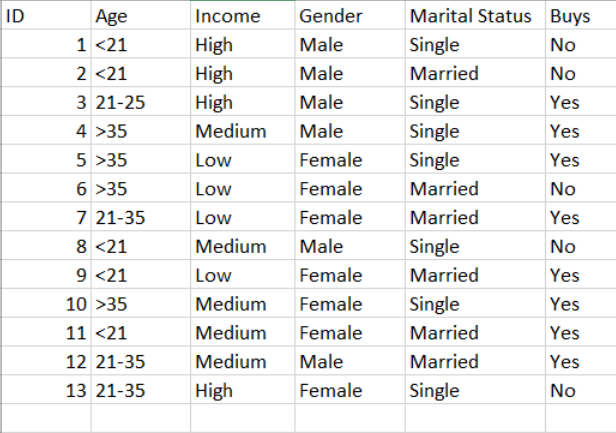 ID Age Income Gender Marital Status Buys
1 <21 High Male Single No
2 <21 High Male Married No
3 21-25 High Male Single Yes
4 >35 Medium Male Single Yes
5 >35 Low Female Single Yes
6 >35 Low Female Married No
7 21-35 Low Female Married Yes
8 <21 Medium Male Single No
9 <21 Low Female Married Yes
10 >35 Medium Female Single Yes
11 <21 Medium Female Married Yes
12 21-35 Medium Male Married Yes
13 21-35 High Female Single No